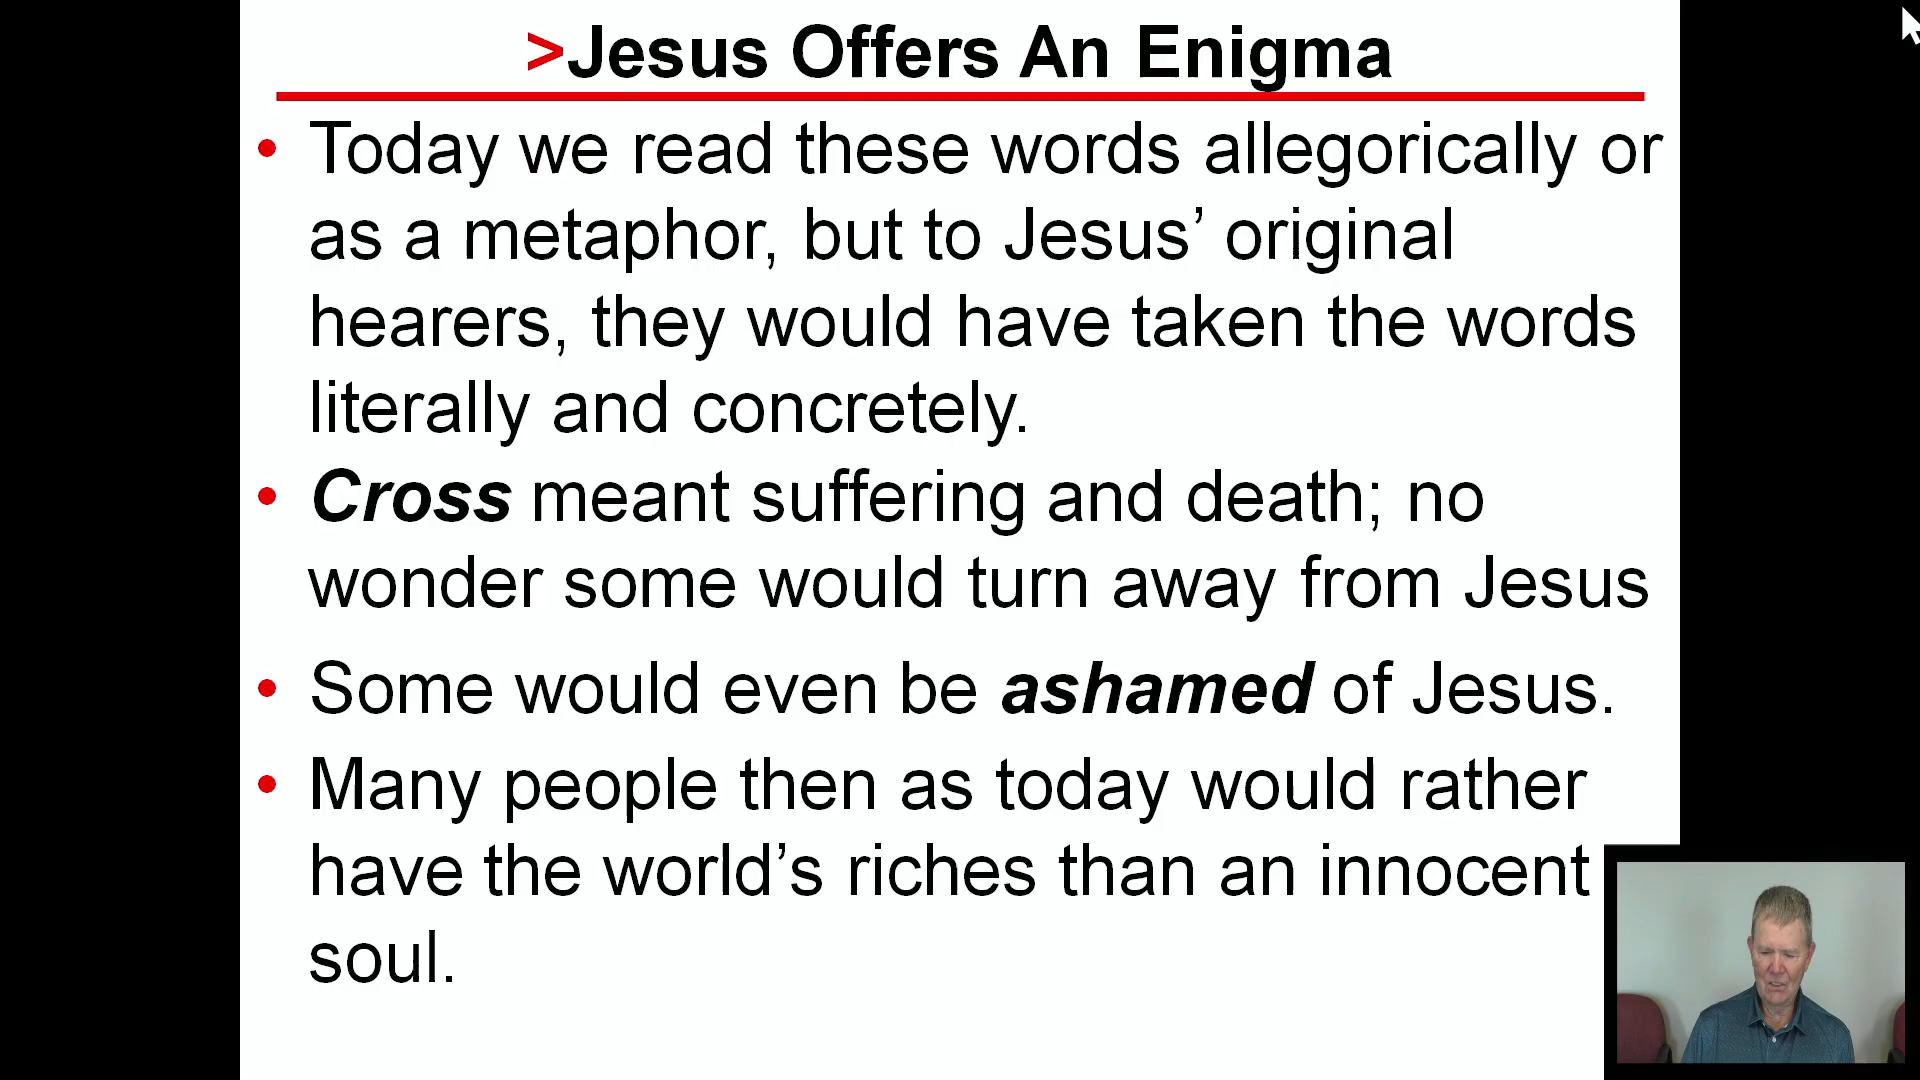 >Jesus Offers An Enigma
• Today we read these words allegorically or
as a metaphor, but to Jesus’ original
hearers, they would have taken the words
literally and concretely.
• Cross meant suffering and death; no
wonder some would turn away from Jesus
• Some would even be ashamed of Jesus.
• Many people then as today would rather
have the world’s riches than an innocent
soul.